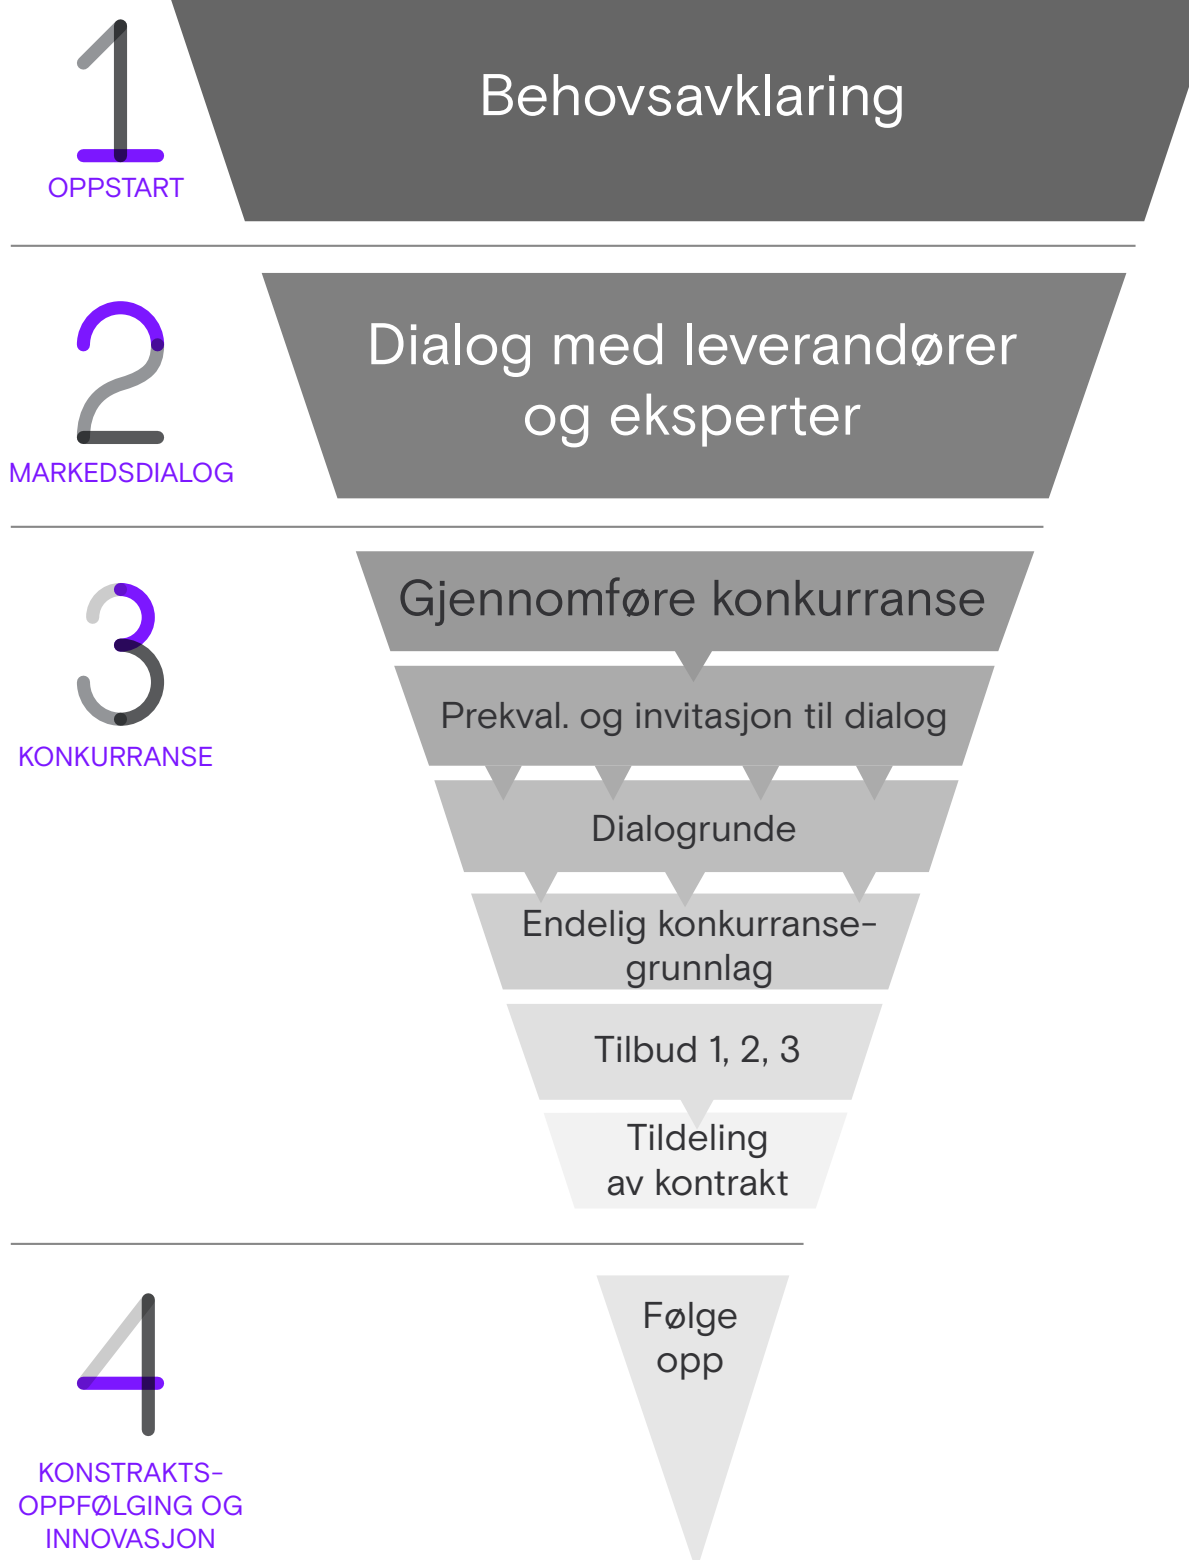 1
Behovsavklaring
OPPSTART
2
Dialog med leverandører
og eksperter
MARKEDSDIALOG
3
Gjennomføre konkurranse
Prekval. og invitasjon til dialog
KONKURRANSE
Dialogrunde
Endelig konkurranse-
grunnlag
Tilbud 1, 2, 3
Tildeling
av kontrakt
4
Følge
opp
KONSTRAKTS-
OPPFØLGING OG
INNOVASJON